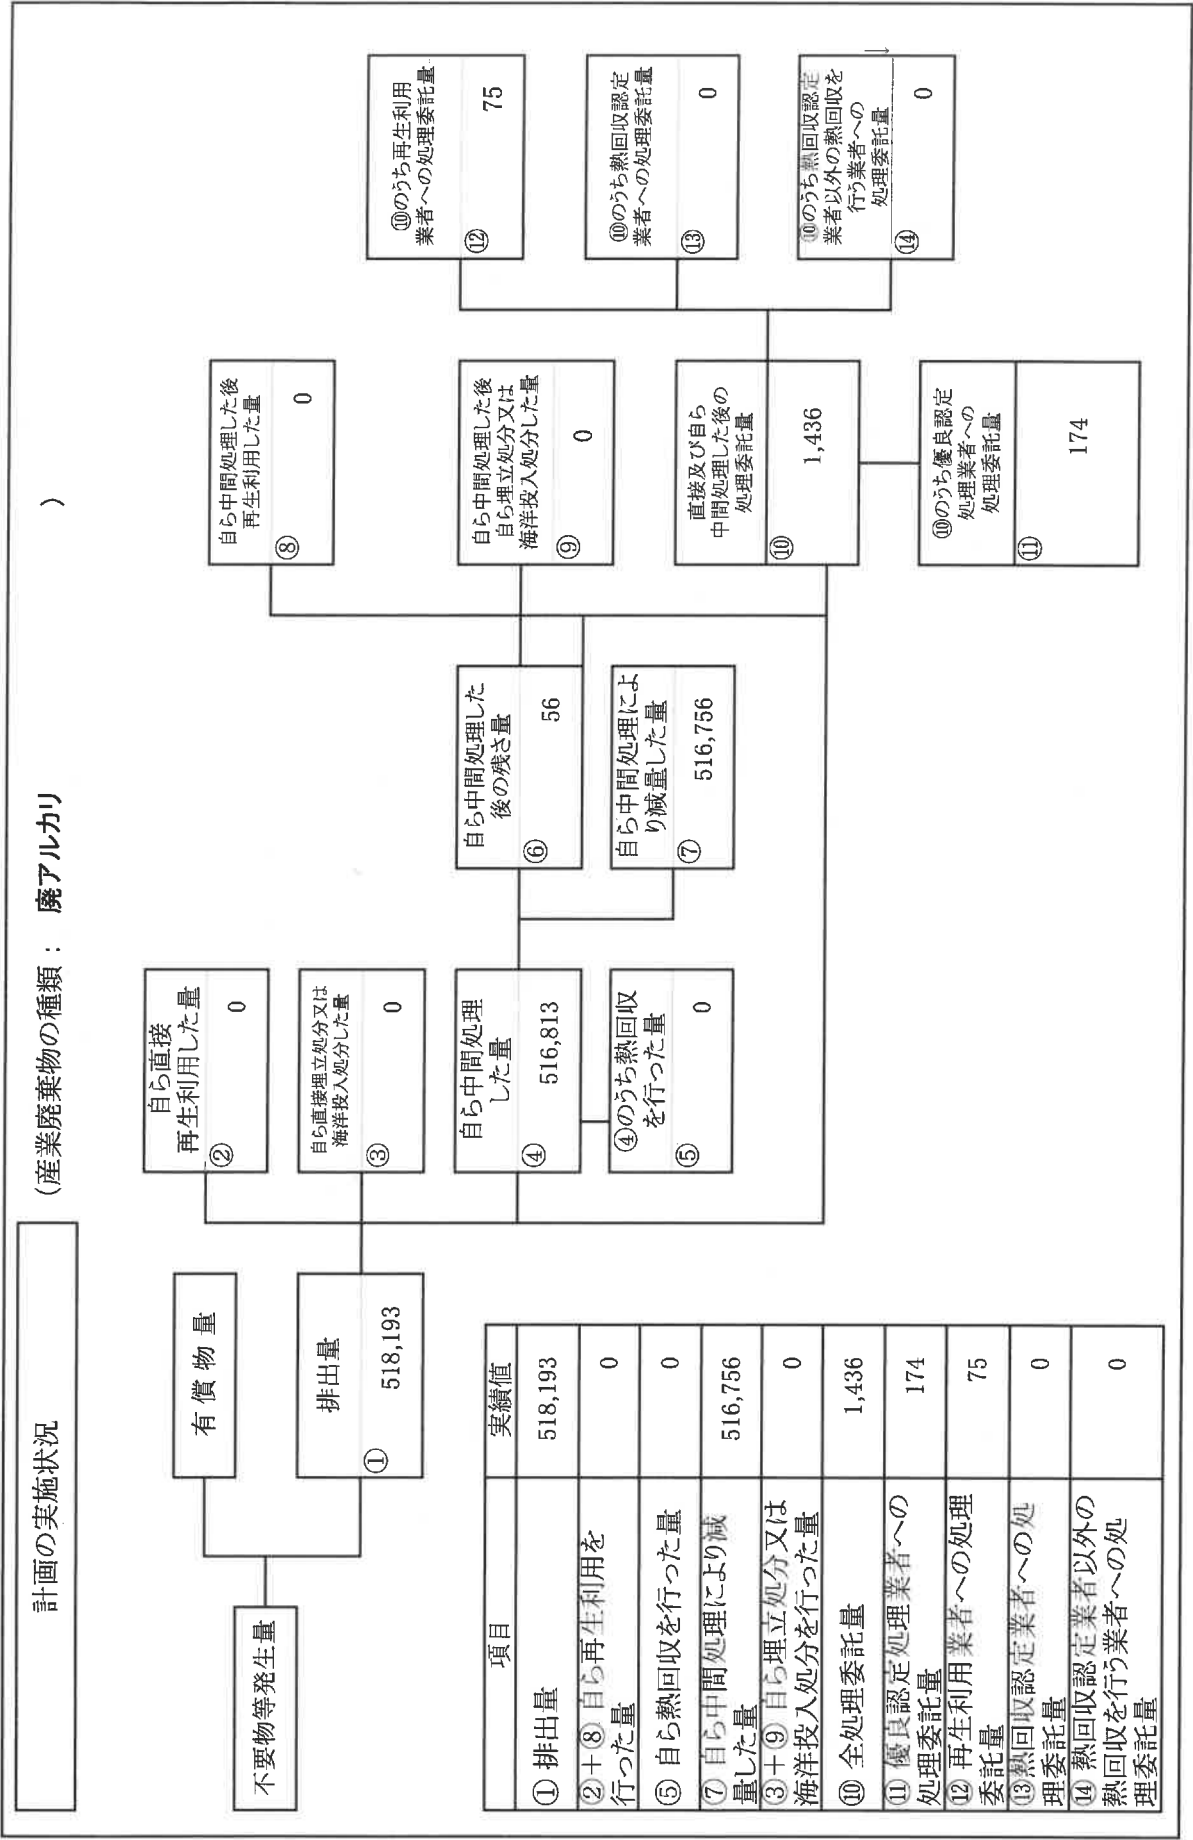 計画の実施状況
（産業廃棄物の種類： 廃アルカリ ）
不要物等発生量
有償物量
排出量
① 518,193
自ら直接
再生利用した量
② 0
自ら直接埋立処分又は
海洋投入処分した量
③ 0
自ら中間処理
した量
④ 516,813
④のうち熱回収
を行った量
⑤ 0
自ら中間処理した
後の残さ量
⑥ 56
自ら中間処理によ
り減量した量
⑦ 516,756
自ら中間処理した後
再生利用した量
⑧ 0
自ら中間処理した後
自ら埋立処分又は
海洋投入処分した量
⑨ 0
直接及び自ら
中間処理した後の
処理委託量
⑩ 1,436
⑩のうち優良認定
処理業者への
処理委託量
⑪ 174
⑩のうち再生利用
業者への処理委託量
⑫ 75
⑩のうち熱回収認定
業者への処理委託量
⑬ 0
⑩のうち熱回収認定
業者以外の熱回収を
行う業者への
処理委託量
⑭ 0
項目 実績値
① 排出量 518,193
②＋⑧ 自ら再生利用を
行った量 0
⑤ 自ら熱回収を行った量 0
⑦ 自ら中間処理により減
量した量 516,756
③＋⑨ 自ら埋立処分又は
海洋投入処分を行った量 0
⑩ 全処理委託量 1,436
⑪ 優良認定処理業者への
処理委託量 174
⑫ 再生利用業者への処理
委託量 75
⑬熱回収認定業者への処
理委託量 0
⑭ 熱回収認定業者以外の
熱回収を行う業者への処
理委託量 0